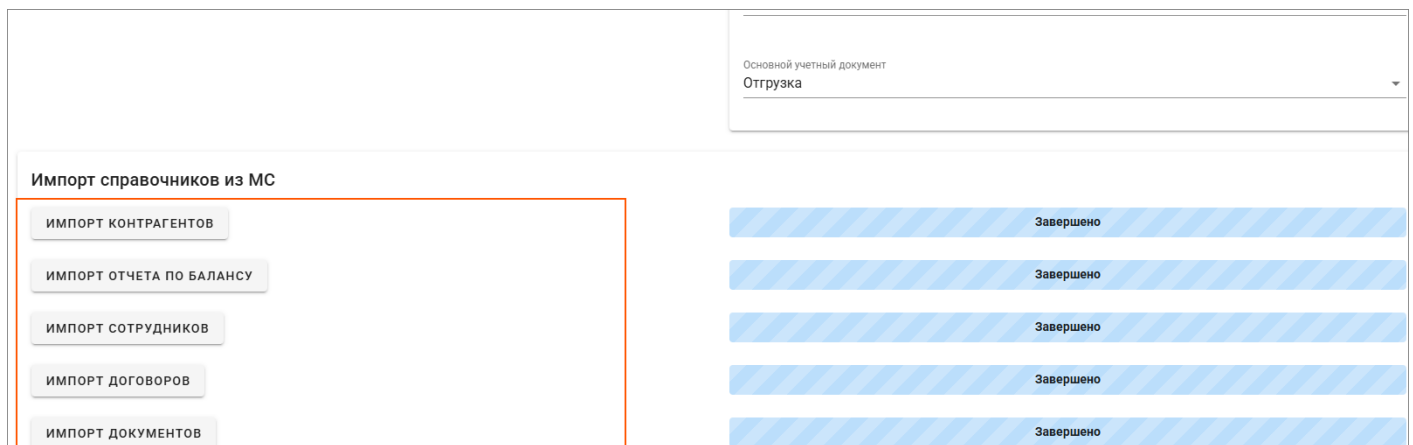 Основной учетный документ
Отгрузка
Импорт справочников из МС
ИМПОРТ КОНТРАГЕНТОВ
Завершено
ИМПОРТ ОТЧЕТА ПО БАЛАНСУ
Завершено
ИМПОРТ СОТРУДНИКОВ
Завершено
ИМПОРТ ДОГОВОРОВ
Завершено
ИМПОРТ ДОКУМЕНТОВ
Завершено